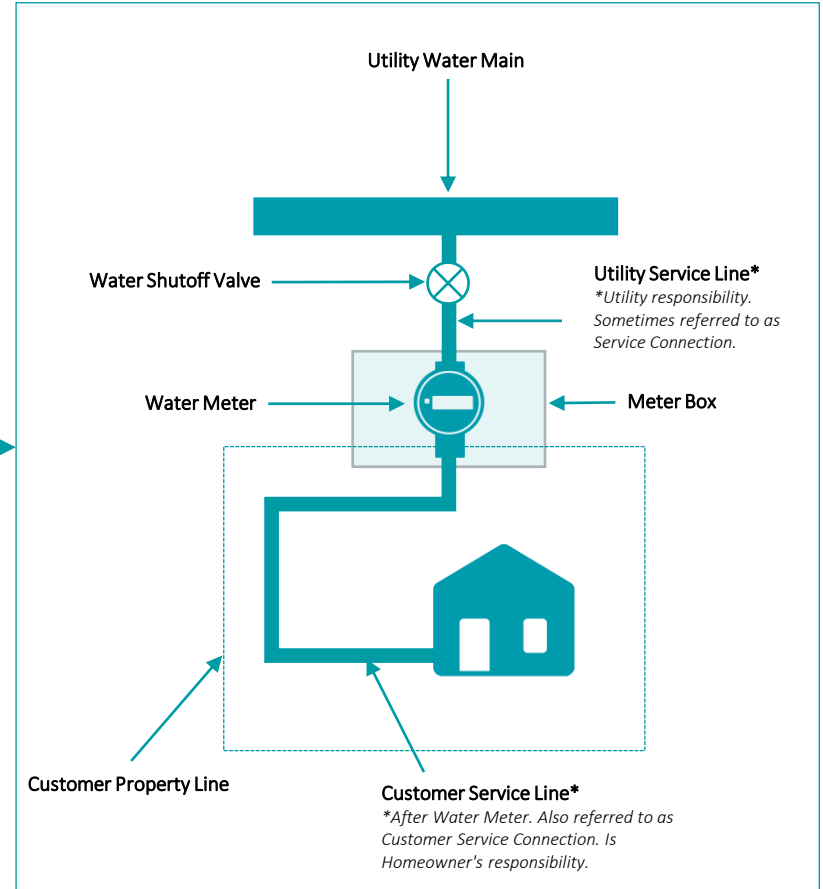 Utility Water Main
Water Shutoff Valve
Utility Service Line*
*Utility responsibility.
Sometimes referred to as
Service Connection.
Water Meter
Meter Box
Customer Property Line
Customer Service Line*
*After Water Meter. Also referred to as
Customer Service Connection. Is
Homeowner's responsibility.